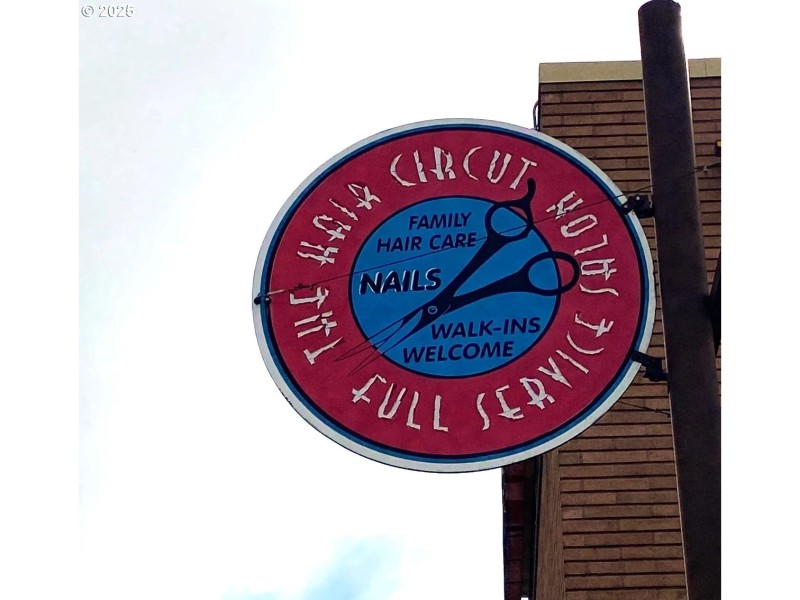 © 2025
THE HAIR CIRCUT
FAMILY
HAIR CARE
NAILS
WALK-INS
WELCOME
FULL SERVICE SALON